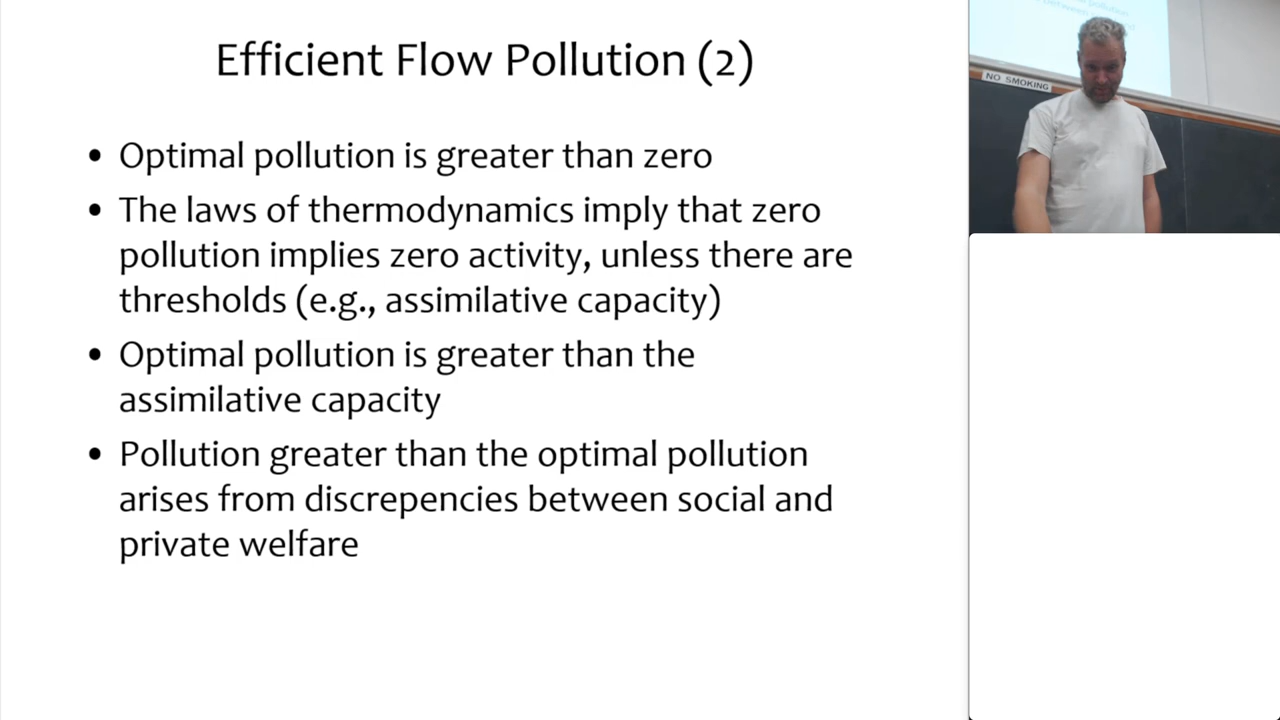 Efficient Flow Pollution (2)
• Optimal pollution is greater than zero
• The laws of thermodynamics imply that zero
pollution implies zero activity, unless there are
thresholds (e.g., assimilative capacity)
• Optimal pollution is greater than the
assimilative capacity
• Pollution greater than the optimal pollution
arises from discrepencies between social and
private welfare
NO SMOKING